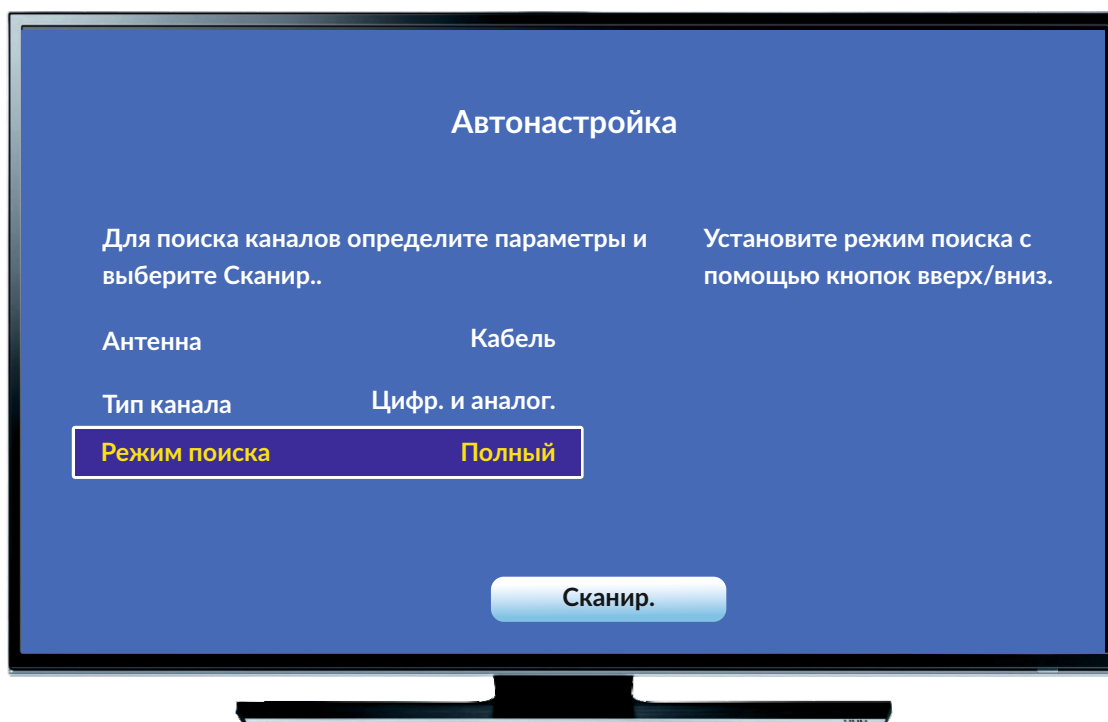 Автонастройка
Для поиска каналов определите параметры и
выберите Сканир..
Установите режим поиска с
помощью кнопок вверх/вниз.
Антенна Кабель
Тип канала Цифр. и аналог.
Режим поиска Полный
Сканир.